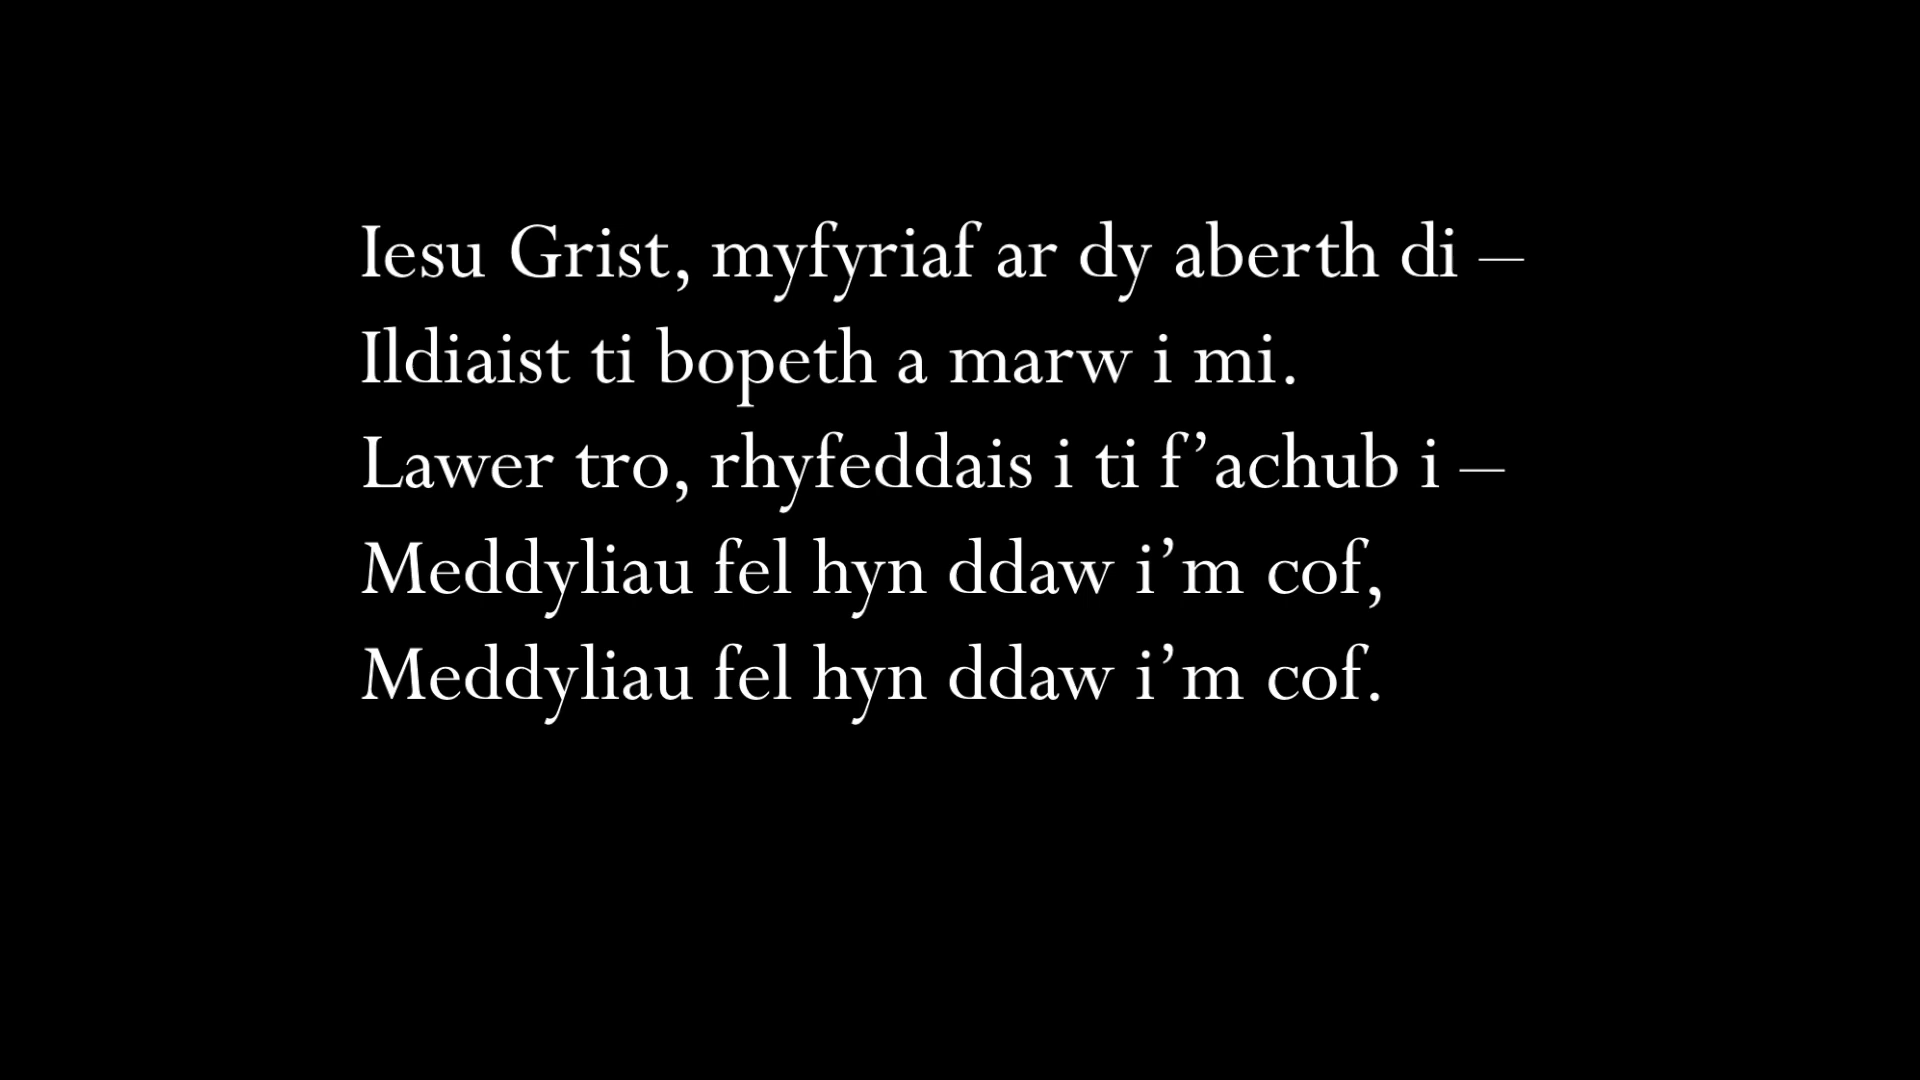 Iesu Grist, myfyriaf ar dy aberth di –
Ildiaist ti bopeth a marw i mi.
Lawer tro, rhyfeddais i ti f’achub i –
Meddyliau fel hyn ddaw i’m cof,
Meddyliau fel hyn ddaw i’m cof.